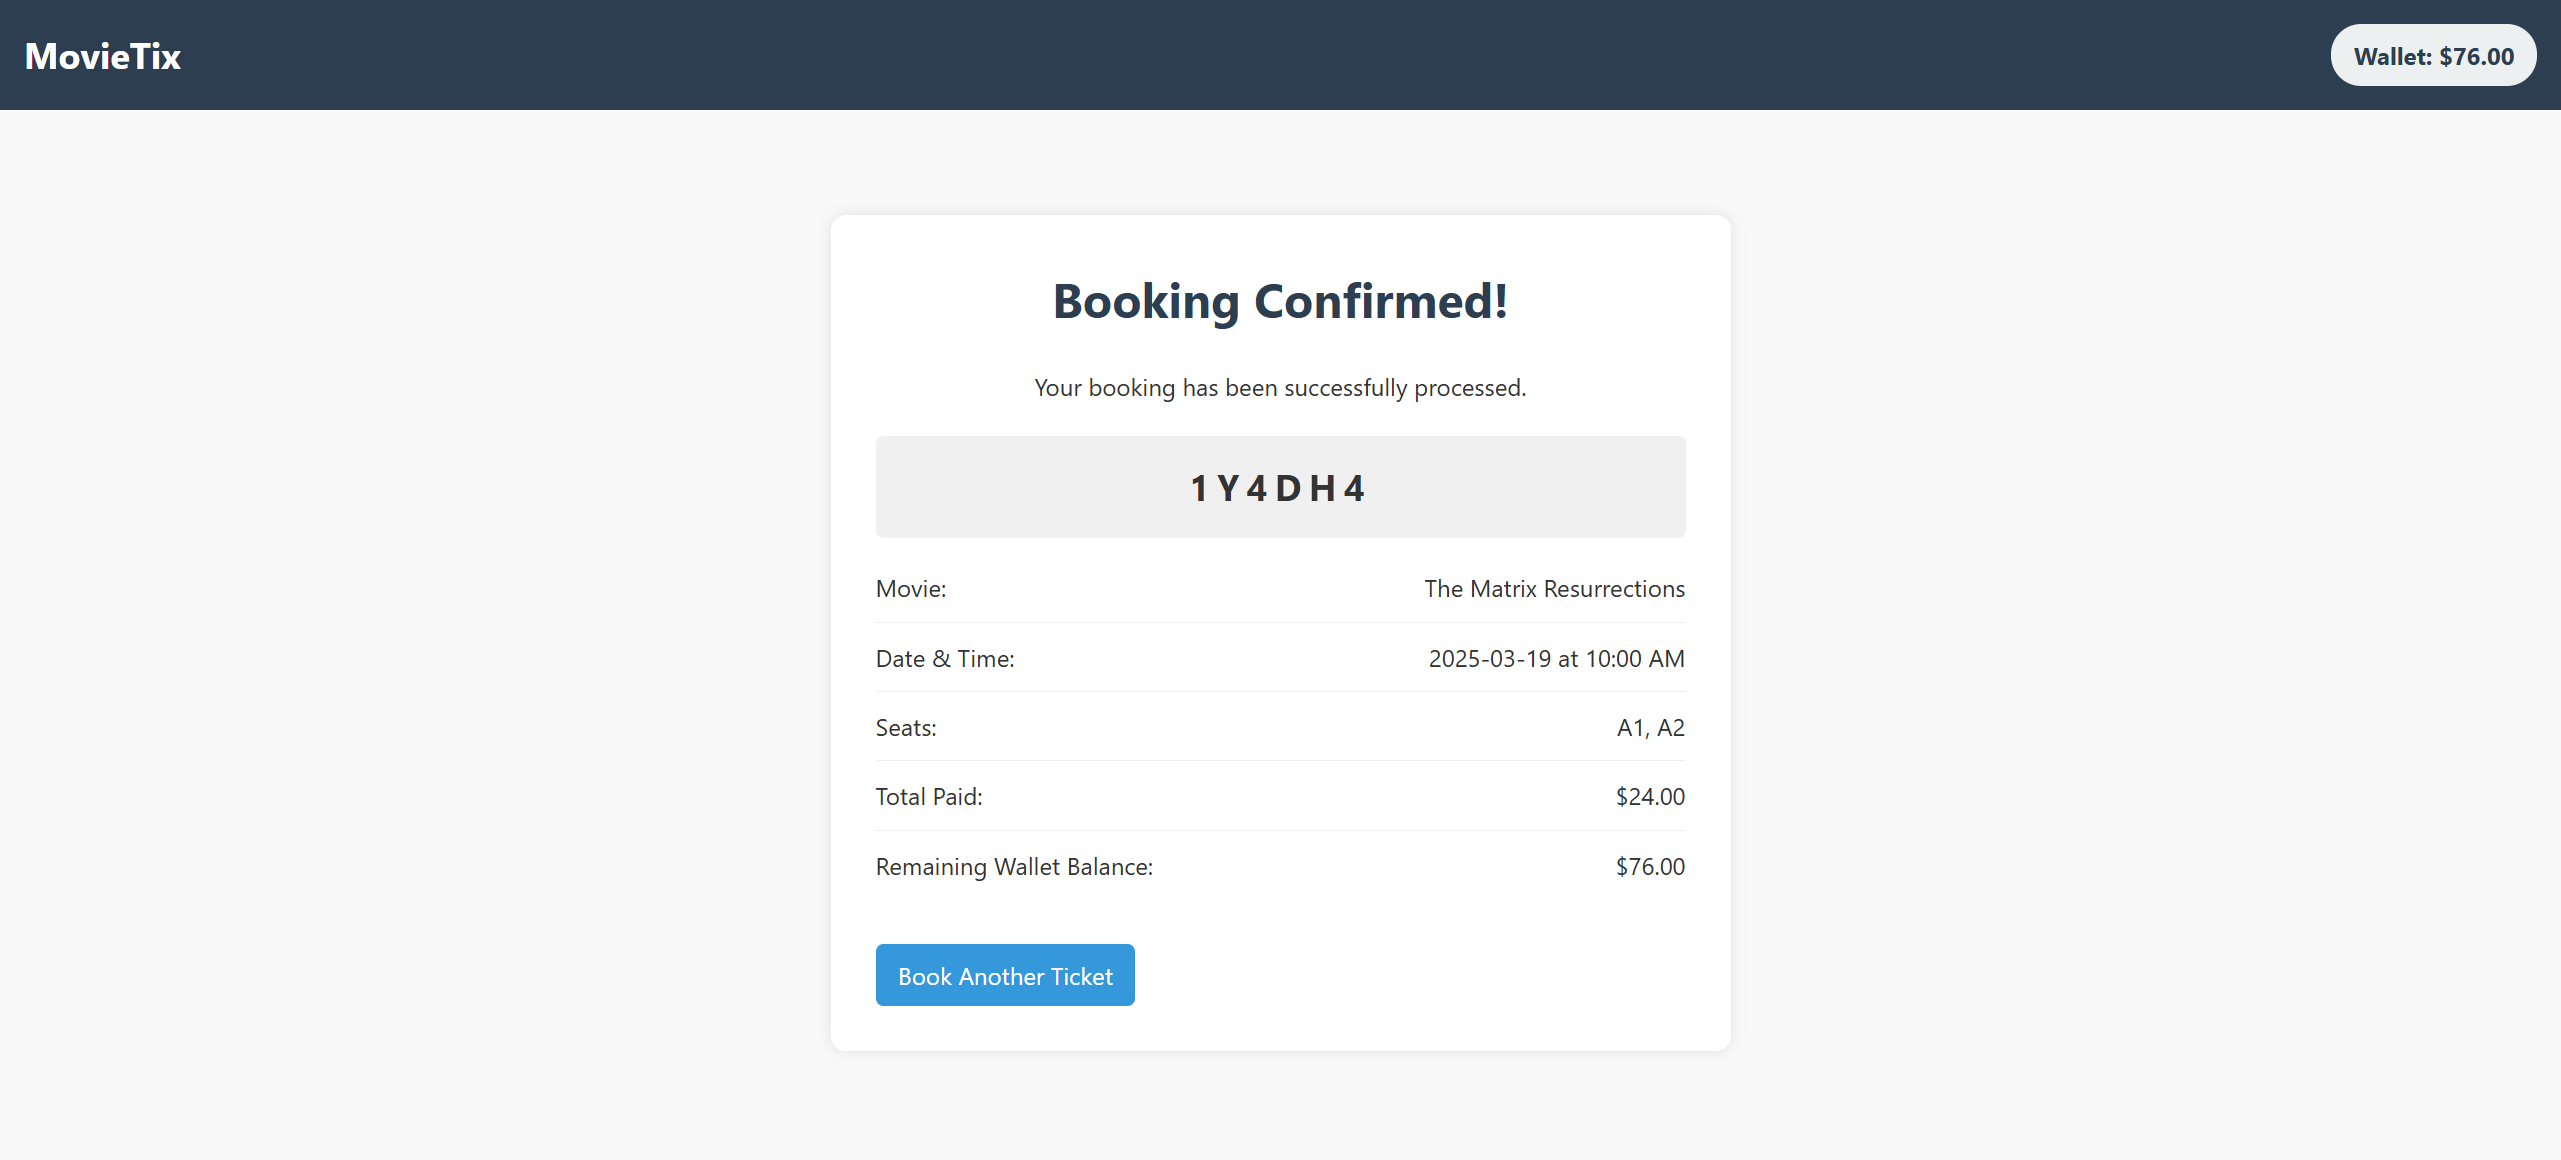 MovieTix
Wallet: $76.00
Booking Confirmed!
Your booking has been successfully processed.
1Y4DH4
Movie: The Matrix Resurrections
Date & Time: 2025-03-19 at 10:00 AM
Seats: A1, A2
Total Paid: $24.00
Remaining Wallet Balance: $76.00
Book Another Ticket